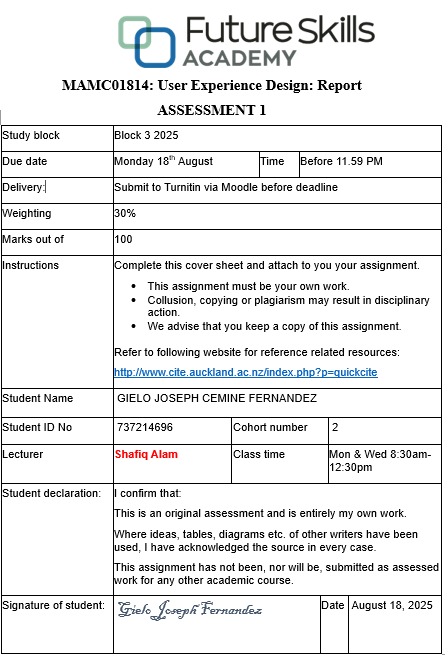 Future Skills
ACADEMY
MAMC01814: User Experience Design: Report
ASSESSMENT 1
Study block Block 3 2025
Due date Monday 18th August Time Before 11.59 PM
Delivery: Submit to Turnitin via Moodle before deadline
Weighting 30%
Marks out of 100
Instructions Complete this cover sheet and attach to you your assignment.
• This assignment must be your own work.
• Collusion, copying or plagiarism may result in disciplinary
action.
• We advise that you keep a copy of this assignment.
Refer to following website for reference related resources:
http://www.cite.auckland.ac.nz/index.php?p=quickcite
Student Name GIELO JOSEPH CEMINE FERNANDEZ
Student ID No 737214696 Cohort number 2
Lecturer Shafiq Alam Class time Mon & Wed 8:30am-
12:30pm
Student declaration: I confirm that:
This is an original assessment and is entirely my own work.
Where ideas, tables, diagrams etc. of other writers have been
used, I have acknowledged the source in every case.
This assignment has not been, nor will be, submitted as assessed
work for any other academic course.
Signature of student: Gielo Joseph Fernandez Date August 18, 2025